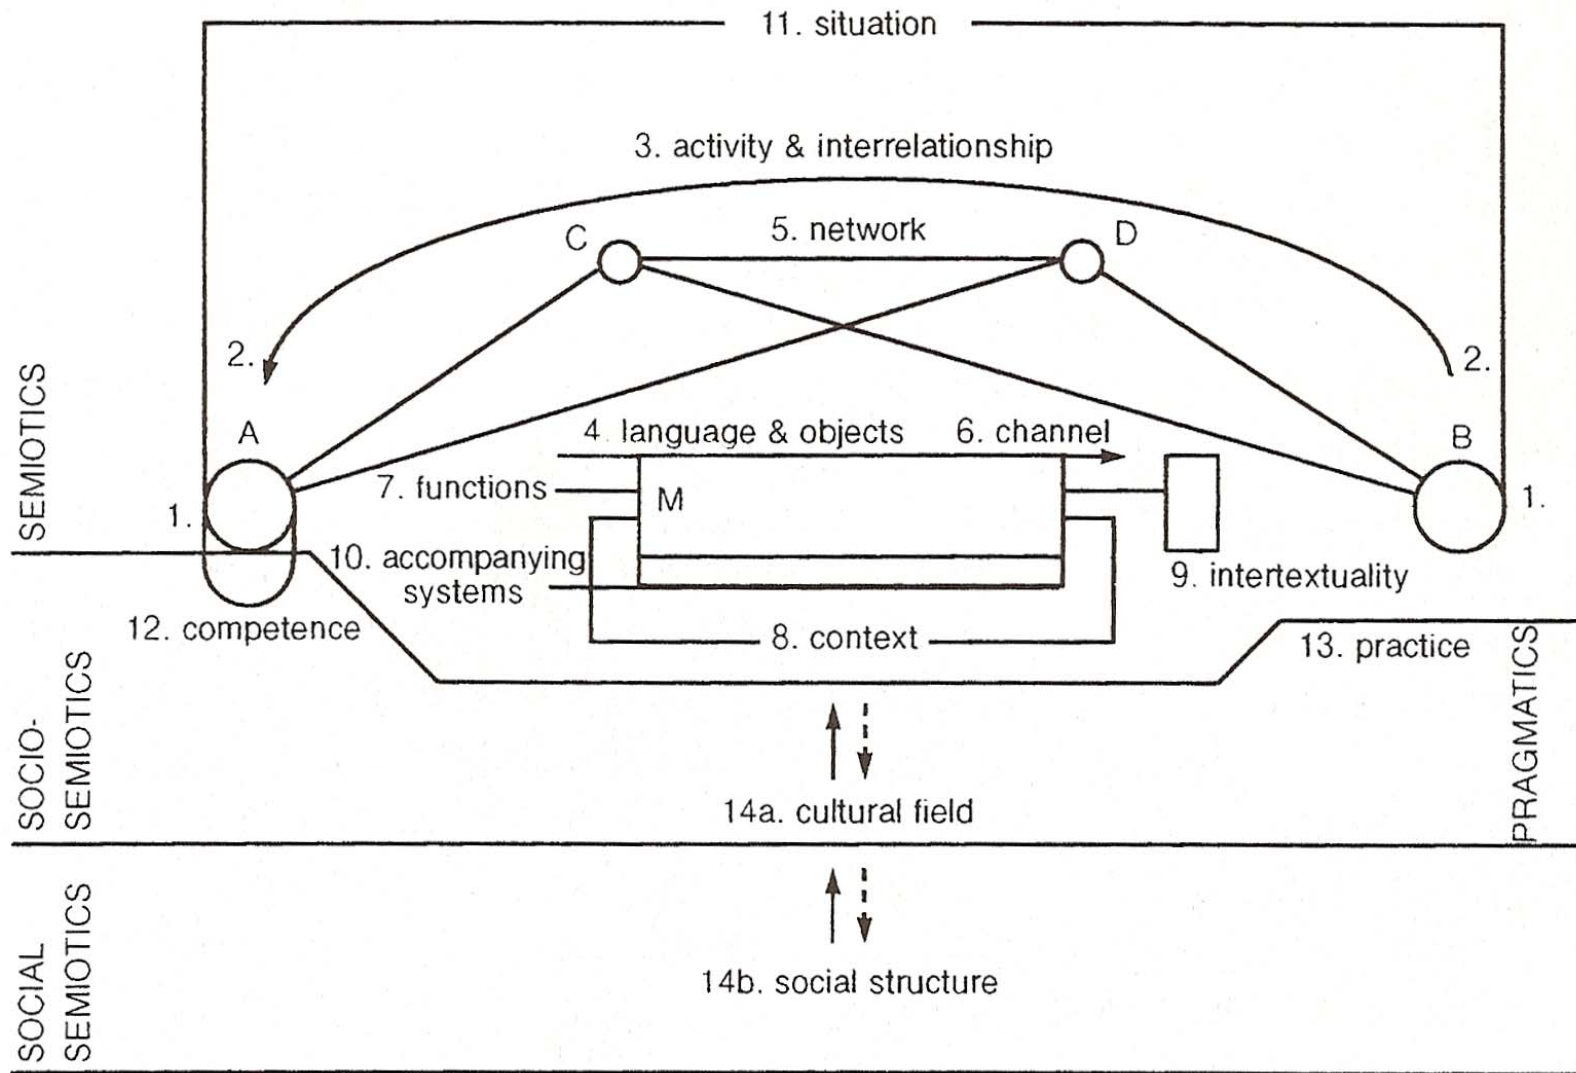 11. situation
3. activity & interrelationship
C
5. network
D
2.
2.
A
4. language & objects
6. channel
B
7. functions
M
1.
1.
10. accompanying
systems
9. intertextuality
12. competence
8. context
13. practice
14a. cultural field
14b. social structure
SEMIOTICS
SOCIO-
SEMIOTICS
SOCIAL
SEMIOTICS
PRAGMATICS